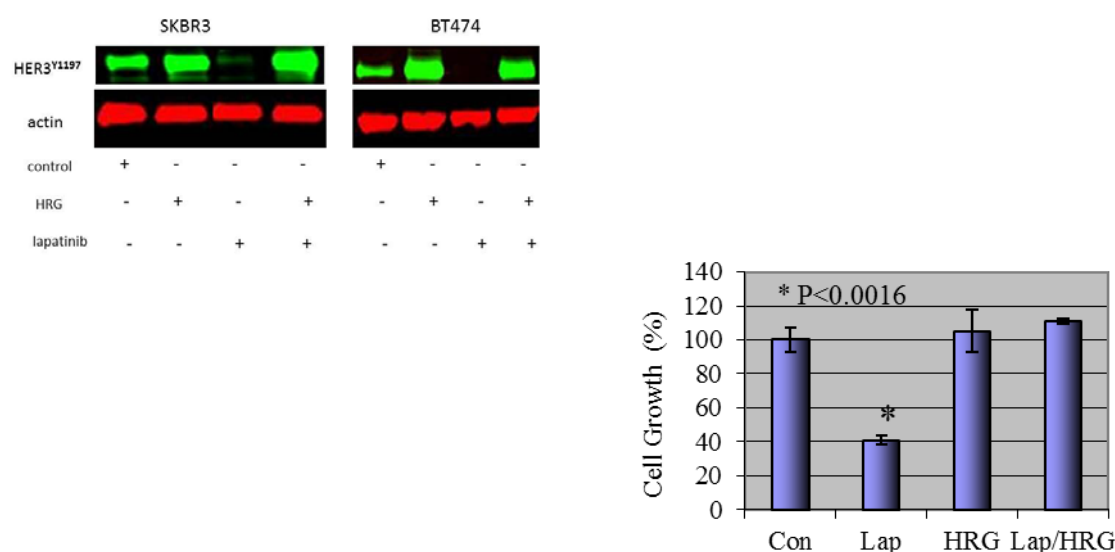 SKBR3 BT474
HER3Y1197
actin
control + - - - + - - -
HRG - + - + - + - +
lapatinib - - + + - - + +
140
120
100
80
60
40
20
0
Cell Growth (%)
* P<0.0016
*
Con Lap HRG Lap/HRG